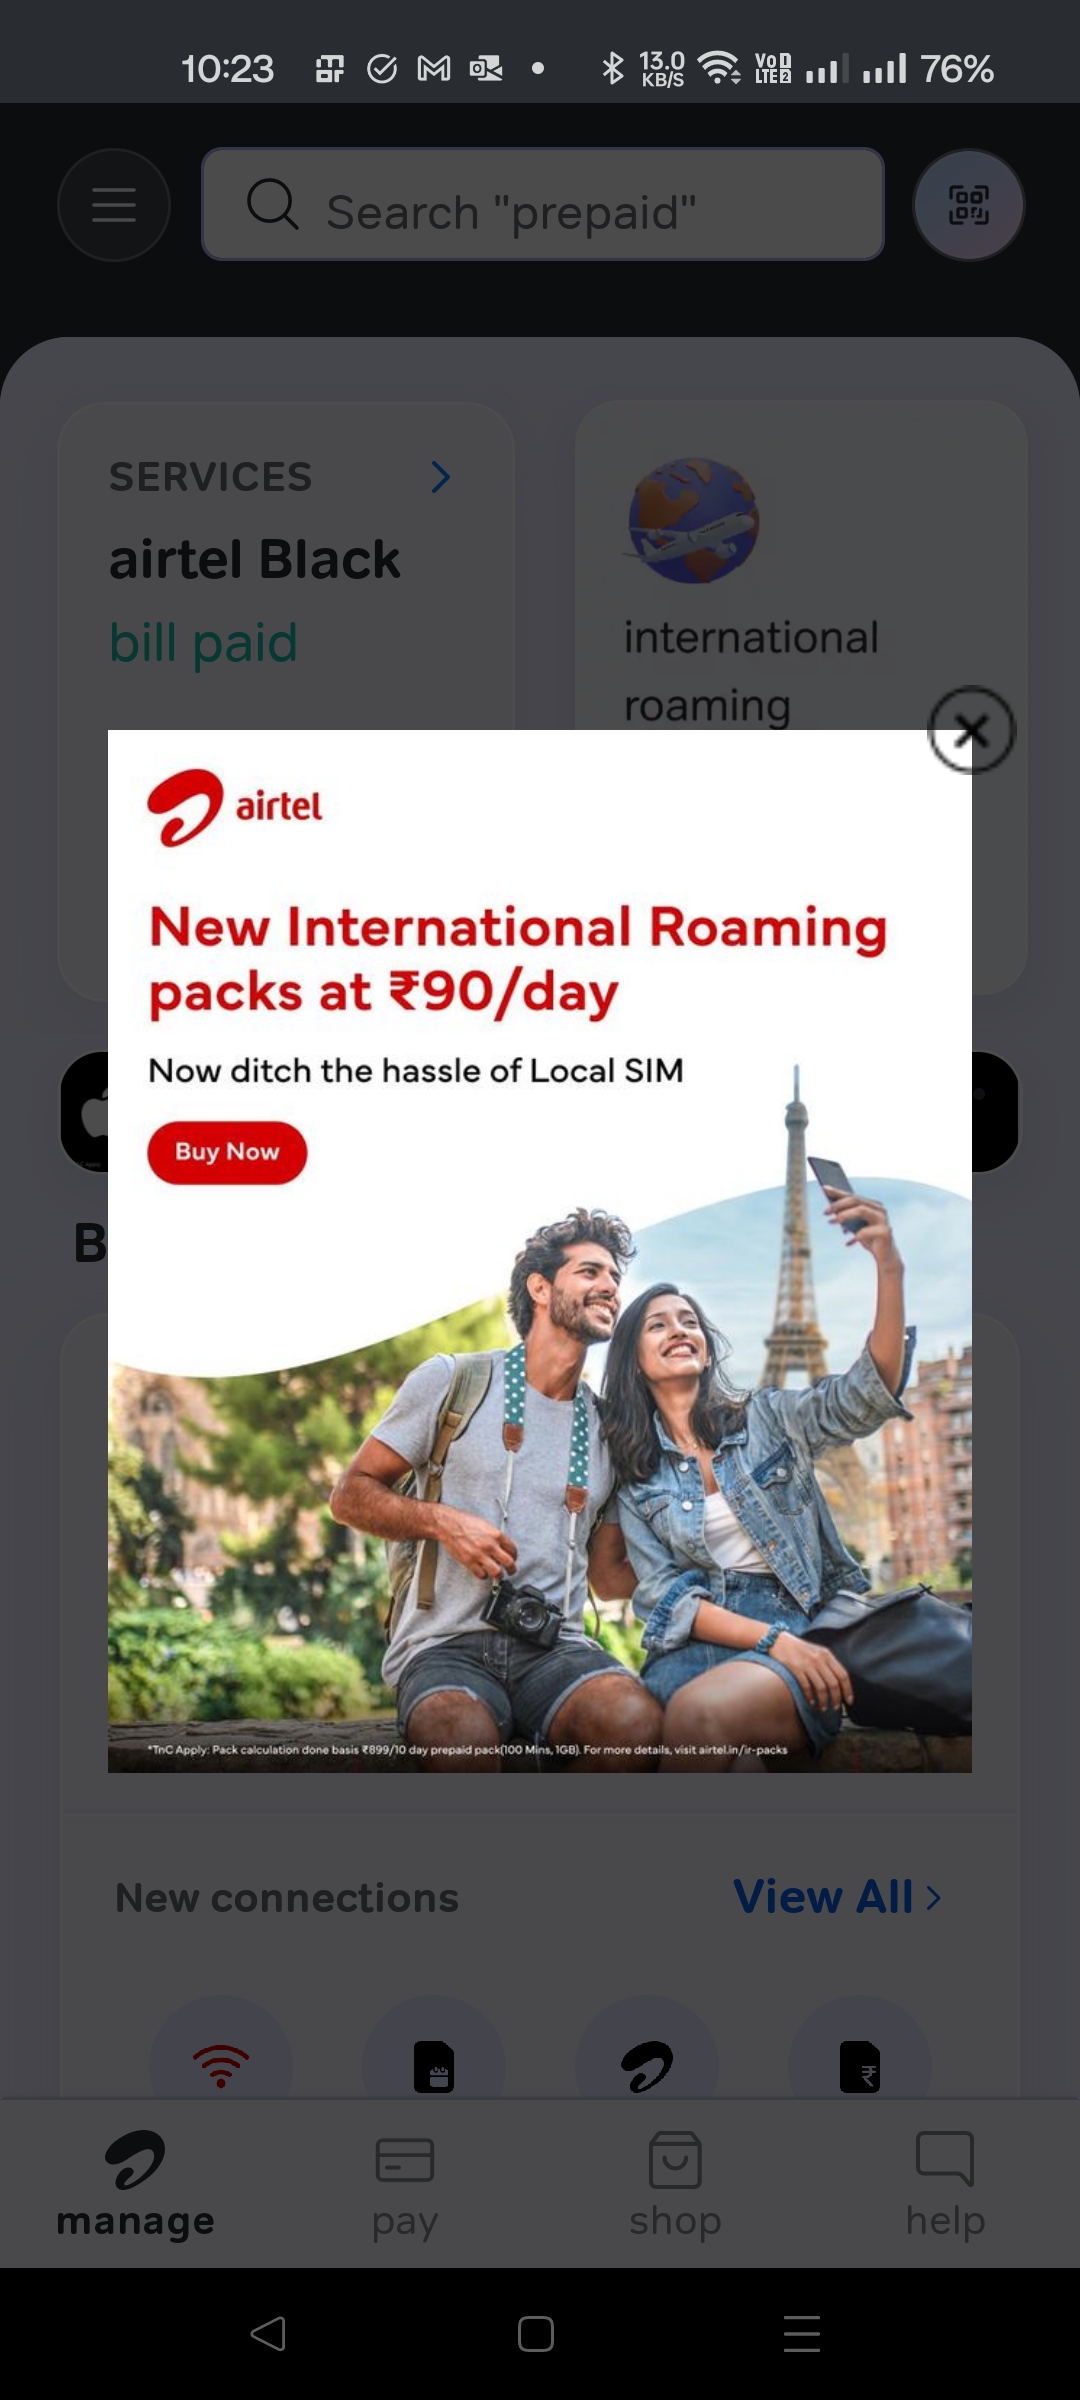 10:23
13.0
KB/S
VoD
LTE2
76%
Search "prepaid"
SERVICES
airtel Black
bill paid
international
roaming
airtel
New International Roaming
packs at ₹90/day
Now ditch the hassle of Local SIM
Buy Now
B
*TnC Apply: Pack calculation done basis ₹899/10 day prepaid pack(100 Mins, 1GB). For more details, visit airtel.in/ir-packs
New connections
View All
manage
pay
shop
help